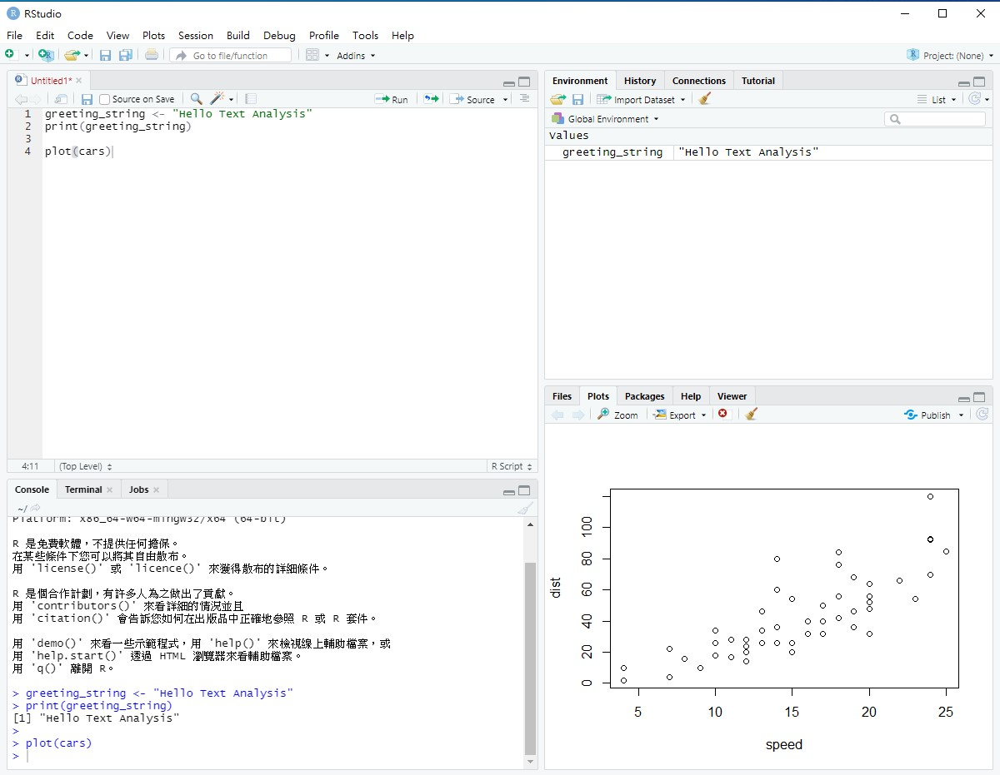 RStudio
File Edit Code View Plots Session Build Debug Profile Tools Help
Go to file/function Addins Project: (None)
Untitled1*
Source on Save Run Source
1 greeting_string <- "Hello Text Analysis"
2 print(greeting_string)
3
4 plot(cars)
4:11 (Top Level) R Script
Console Terminal Jobs
~/
Platform: x86_64-w64-mingw32/x64 (64-bit)
R 是免費軟體，不提供任何擔保。
在某些條件下您可以將其自由散布。
用 'license()' 或 'licence()' 來獲得散布的詳細條件。
R 是個合作計劃，有許多人為之做出了貢獻。
用 'contributors()' 來看詳細的情況並且
用 'citation()' 會告訴您如何在出版品中正確地參照 R 或 R 套件。
用 'demo()' 來看一些示範程式，用 'help()' 來檢視線上輔助檔案，或
用 'help.start()' 透過 HTML 瀏覽器來看輔助檔案。
用 'q()' 離開 R。
> greeting_string <- "Hello Text Analysis"
> print(greeting_string)
[1] "Hello Text Analysis"
>
> plot(cars)
>
Environment History Connections Tutorial
Import Dataset List
Global Environment
Values
greeting_string "Hello Text Analysis"
Files Plots Packages Help Viewer
Zoom Export Publish
100
80
60
40
20
0
dist
5 10 15 20 25
speed